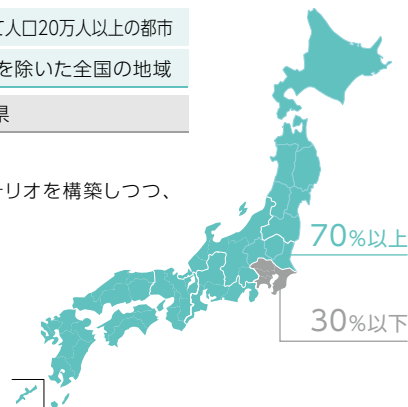 て人口20万人以上の都市
を除いた全国の地域
県
リオを構築しつつ、
70%以上
30%以下